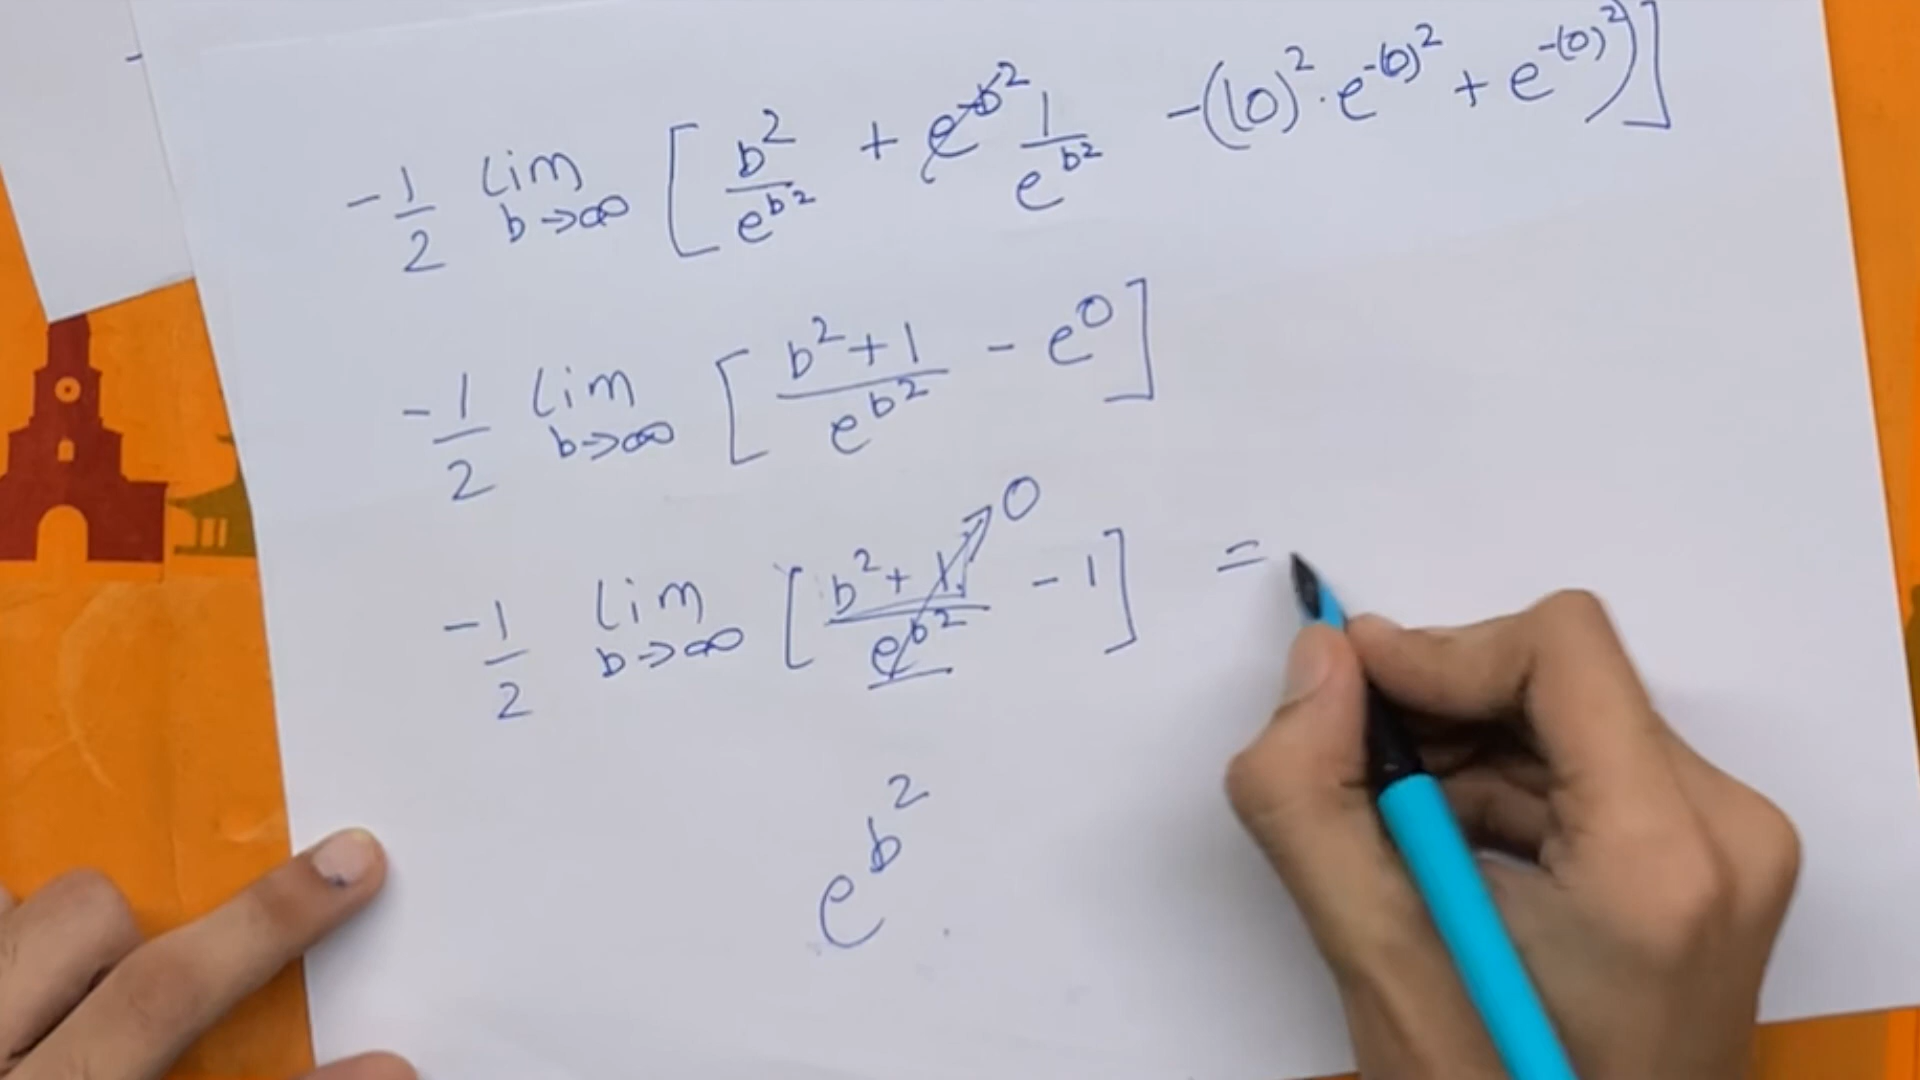 -1/2 lim b→∞ [ b²/e^b² + e^-b² 1/e^b² -((0)² · e^-(0)² + e^-(0)²) ]
-1/2 lim b→∞ [ (b²+1)/e^b² - e⁰ ]
-1/2 lim b→∞ [ (b²+1)/e^b² ↗0 - 1 ] =
e^b²